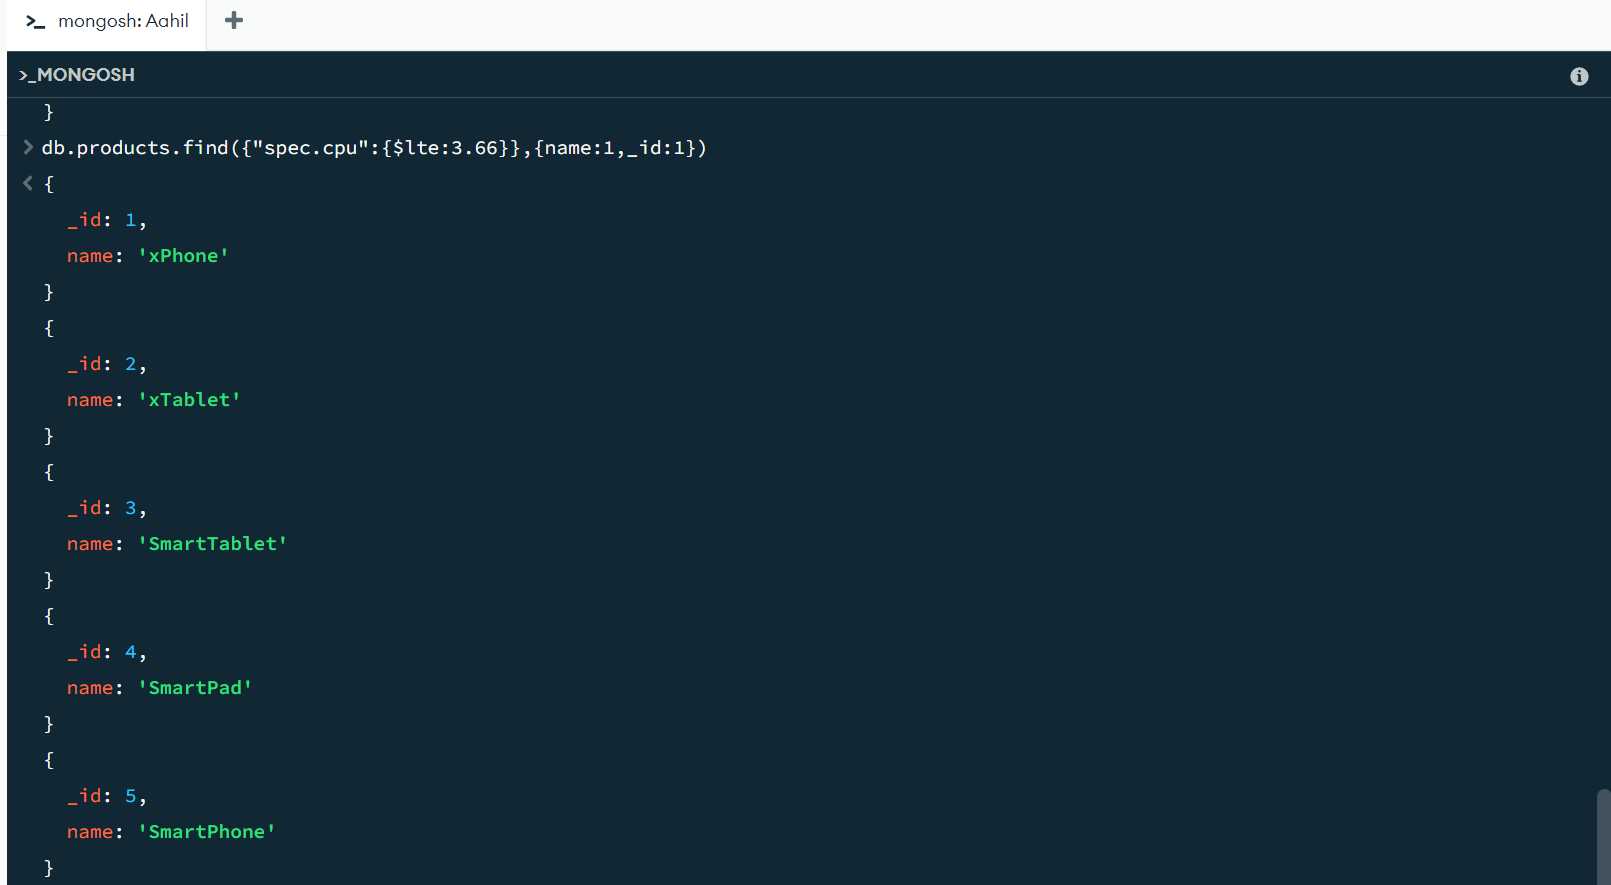 mongosh: Aahil
>_MONGOSH
}
db.products.find({"spec.cpu":{$lte:3.66}},{name:1,_id:1})
{
_id: 1,
name: 'xPhone'
}
{
_id: 2,
name: 'xTablet'
}
{
_id: 3,
name: 'SmartTablet'
}
{
_id: 4,
name: 'SmartPad'
}
{
_id: 5,
name: 'SmartPhone'
}